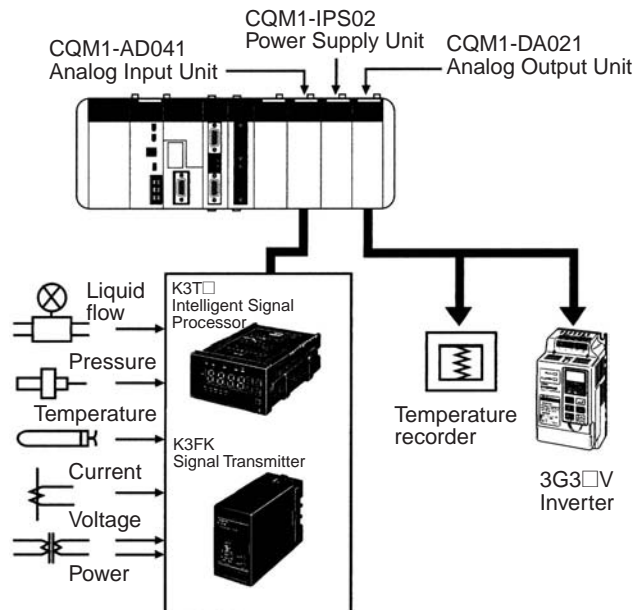 CQM1-IPS02
Power Supply Unit
CQM1-AD041
Analog Input Unit
CQM1-DA021
Analog Output Unit
Liquid
flow
Pressure
Temperature
Current
Voltage
Power
K3T□
Intelligent Signal
Processor
K3FK
Signal Transmitter
Temperature
recorder
3G3□V
Inverter